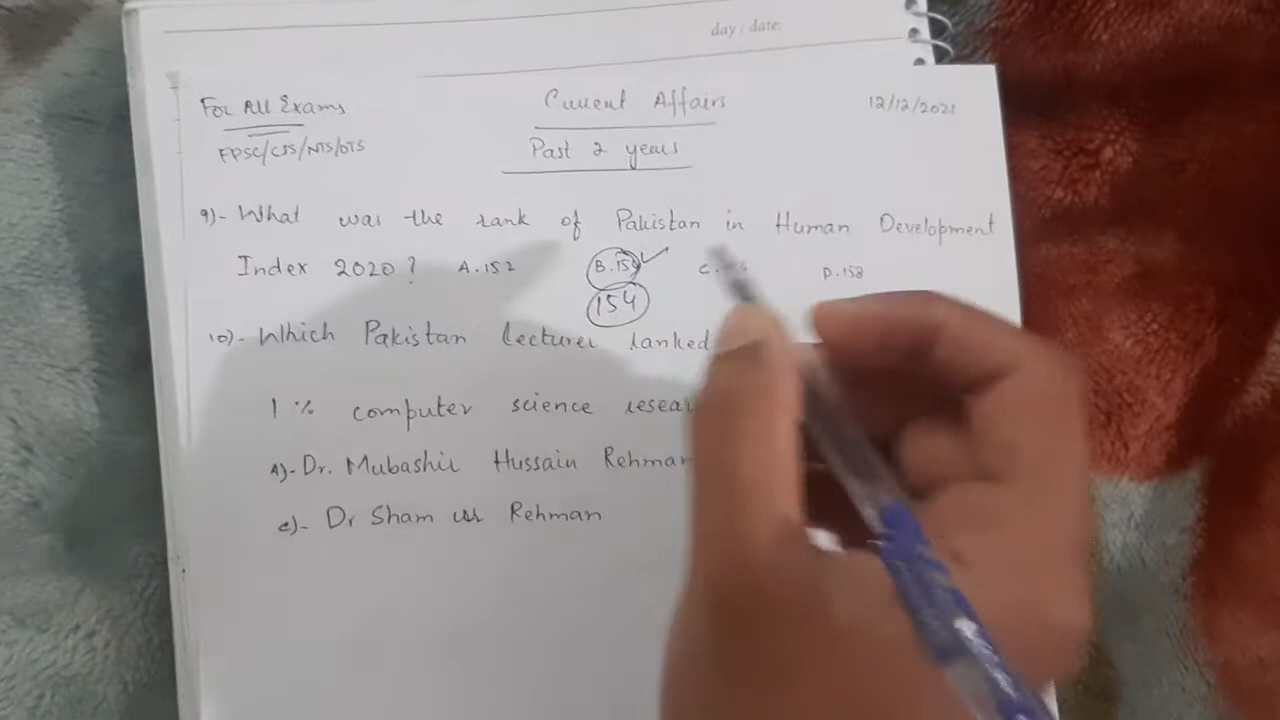 day / date:
For All Exams Current Affairs 12/12/2021
FPSC/CSS/NTS/OTS Past 2 years
9)- What was the rank of Pakistan in Human Development
Index 2020? A.152 B.154 C. D.158
154
10)- Which Pakistan lecturer ranked
1 % computer science resear
A)- Dr. Mubashir Hussain Rehman
c)- Dr Sham ur Rehman